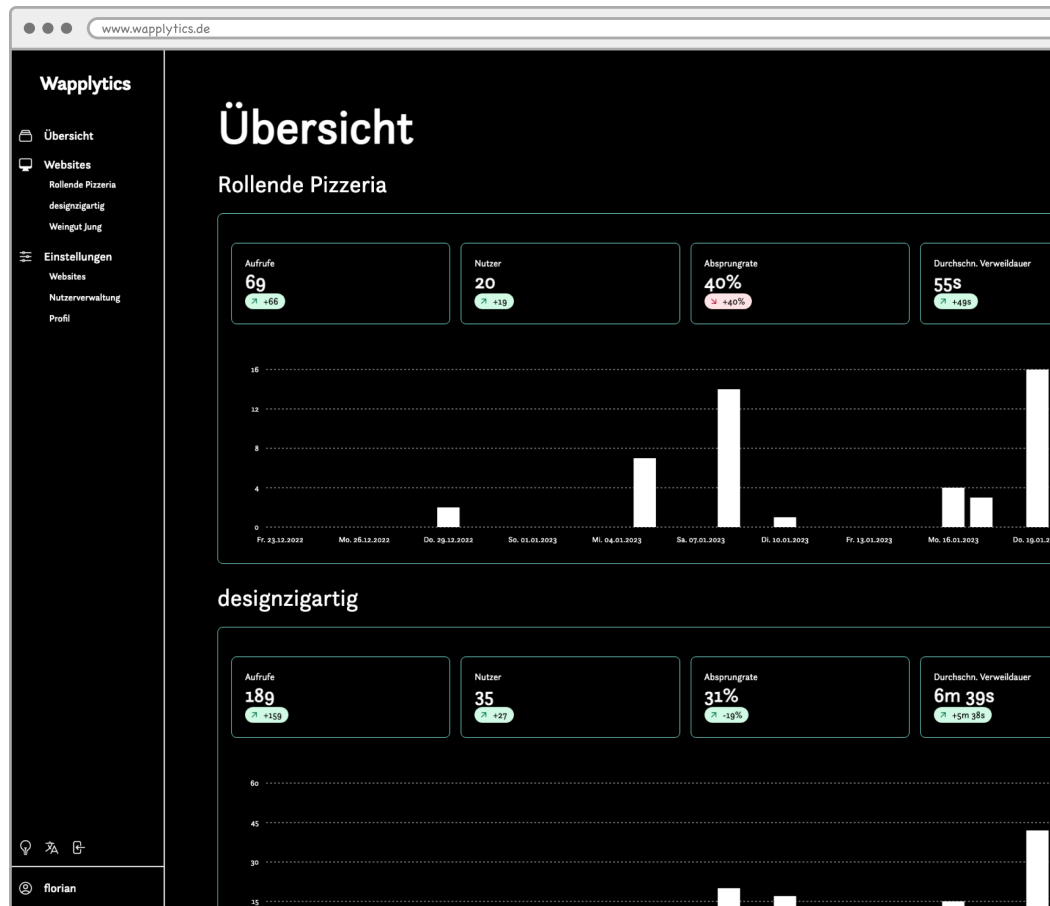 www.wapplytics.de
Wapplytics
Übersicht
Websites
Rollende Pizzeria
designzigartig
Weingut Jung
Einstellungen
Websites
Nutzerverwaltung
Profil
florian
Übersicht
Rollende Pizzeria
Aufrufe
69
+66
Nutzer
20
+19
Absprungrate
40%
+40%
Durchschn. Verweildauer
55s
+49s
16
12
8
4
0
Fr. 23.12.2022 Mo. 26.12.2022 Do. 29.12.2022 So. 01.01.2023 Mi. 04.01.2023 Sa. 07.01.2023 Di. 10.01.2023 Fr. 13.01.2023 Mo. 16.01.2023 Do. 19.01.2
designzigartig
Aufrufe
189
+159
Nutzer
35
+27
Absprungrate
31%
-19%
Durchschn. Verweildauer
6m 39s
+5m 38s
60
45
30
15